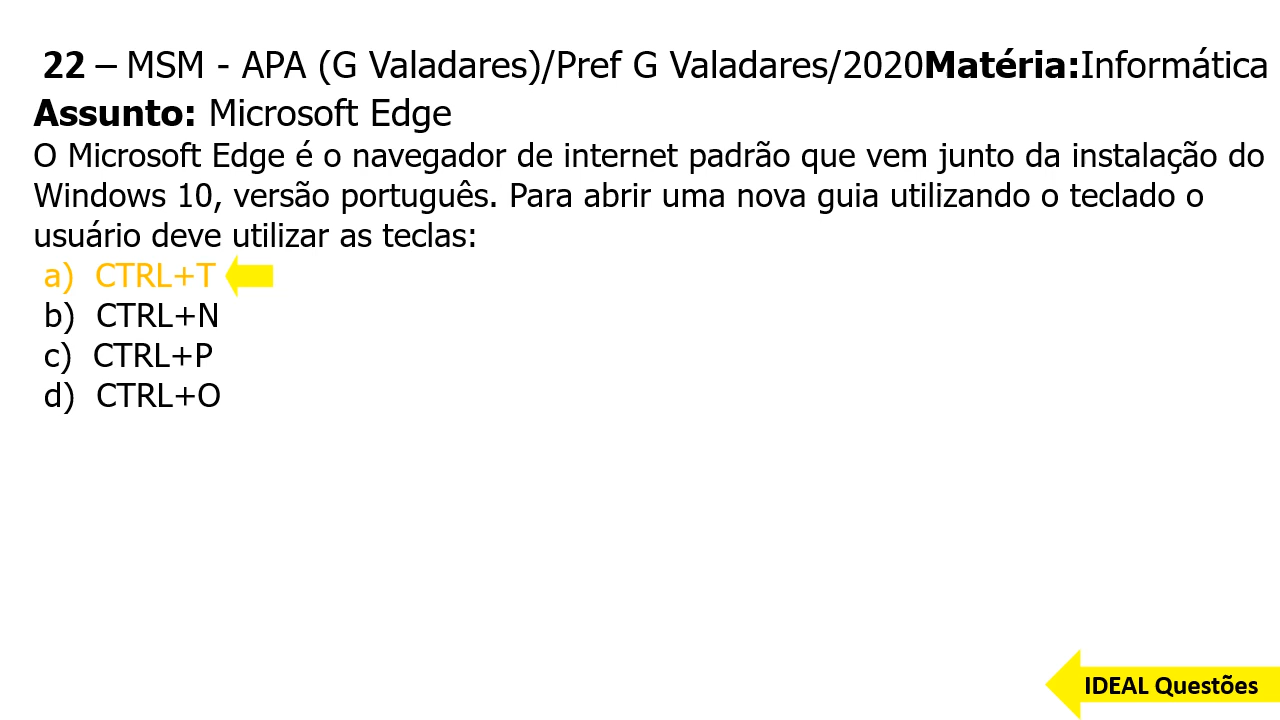 22 – MSM - APA (G Valadares)/Pref G Valadares/2020Matéria:Informática
Assunto: Microsoft Edge
O Microsoft Edge é o navegador de internet padrão que vem junto da instalação do
Windows 10, versão português. Para abrir uma nova guia utilizando o teclado o
usuário deve utilizar as teclas:
a) CTRL+T
b) CTRL+N
c) CTRL+P
d) CTRL+O
IDEAL Questões